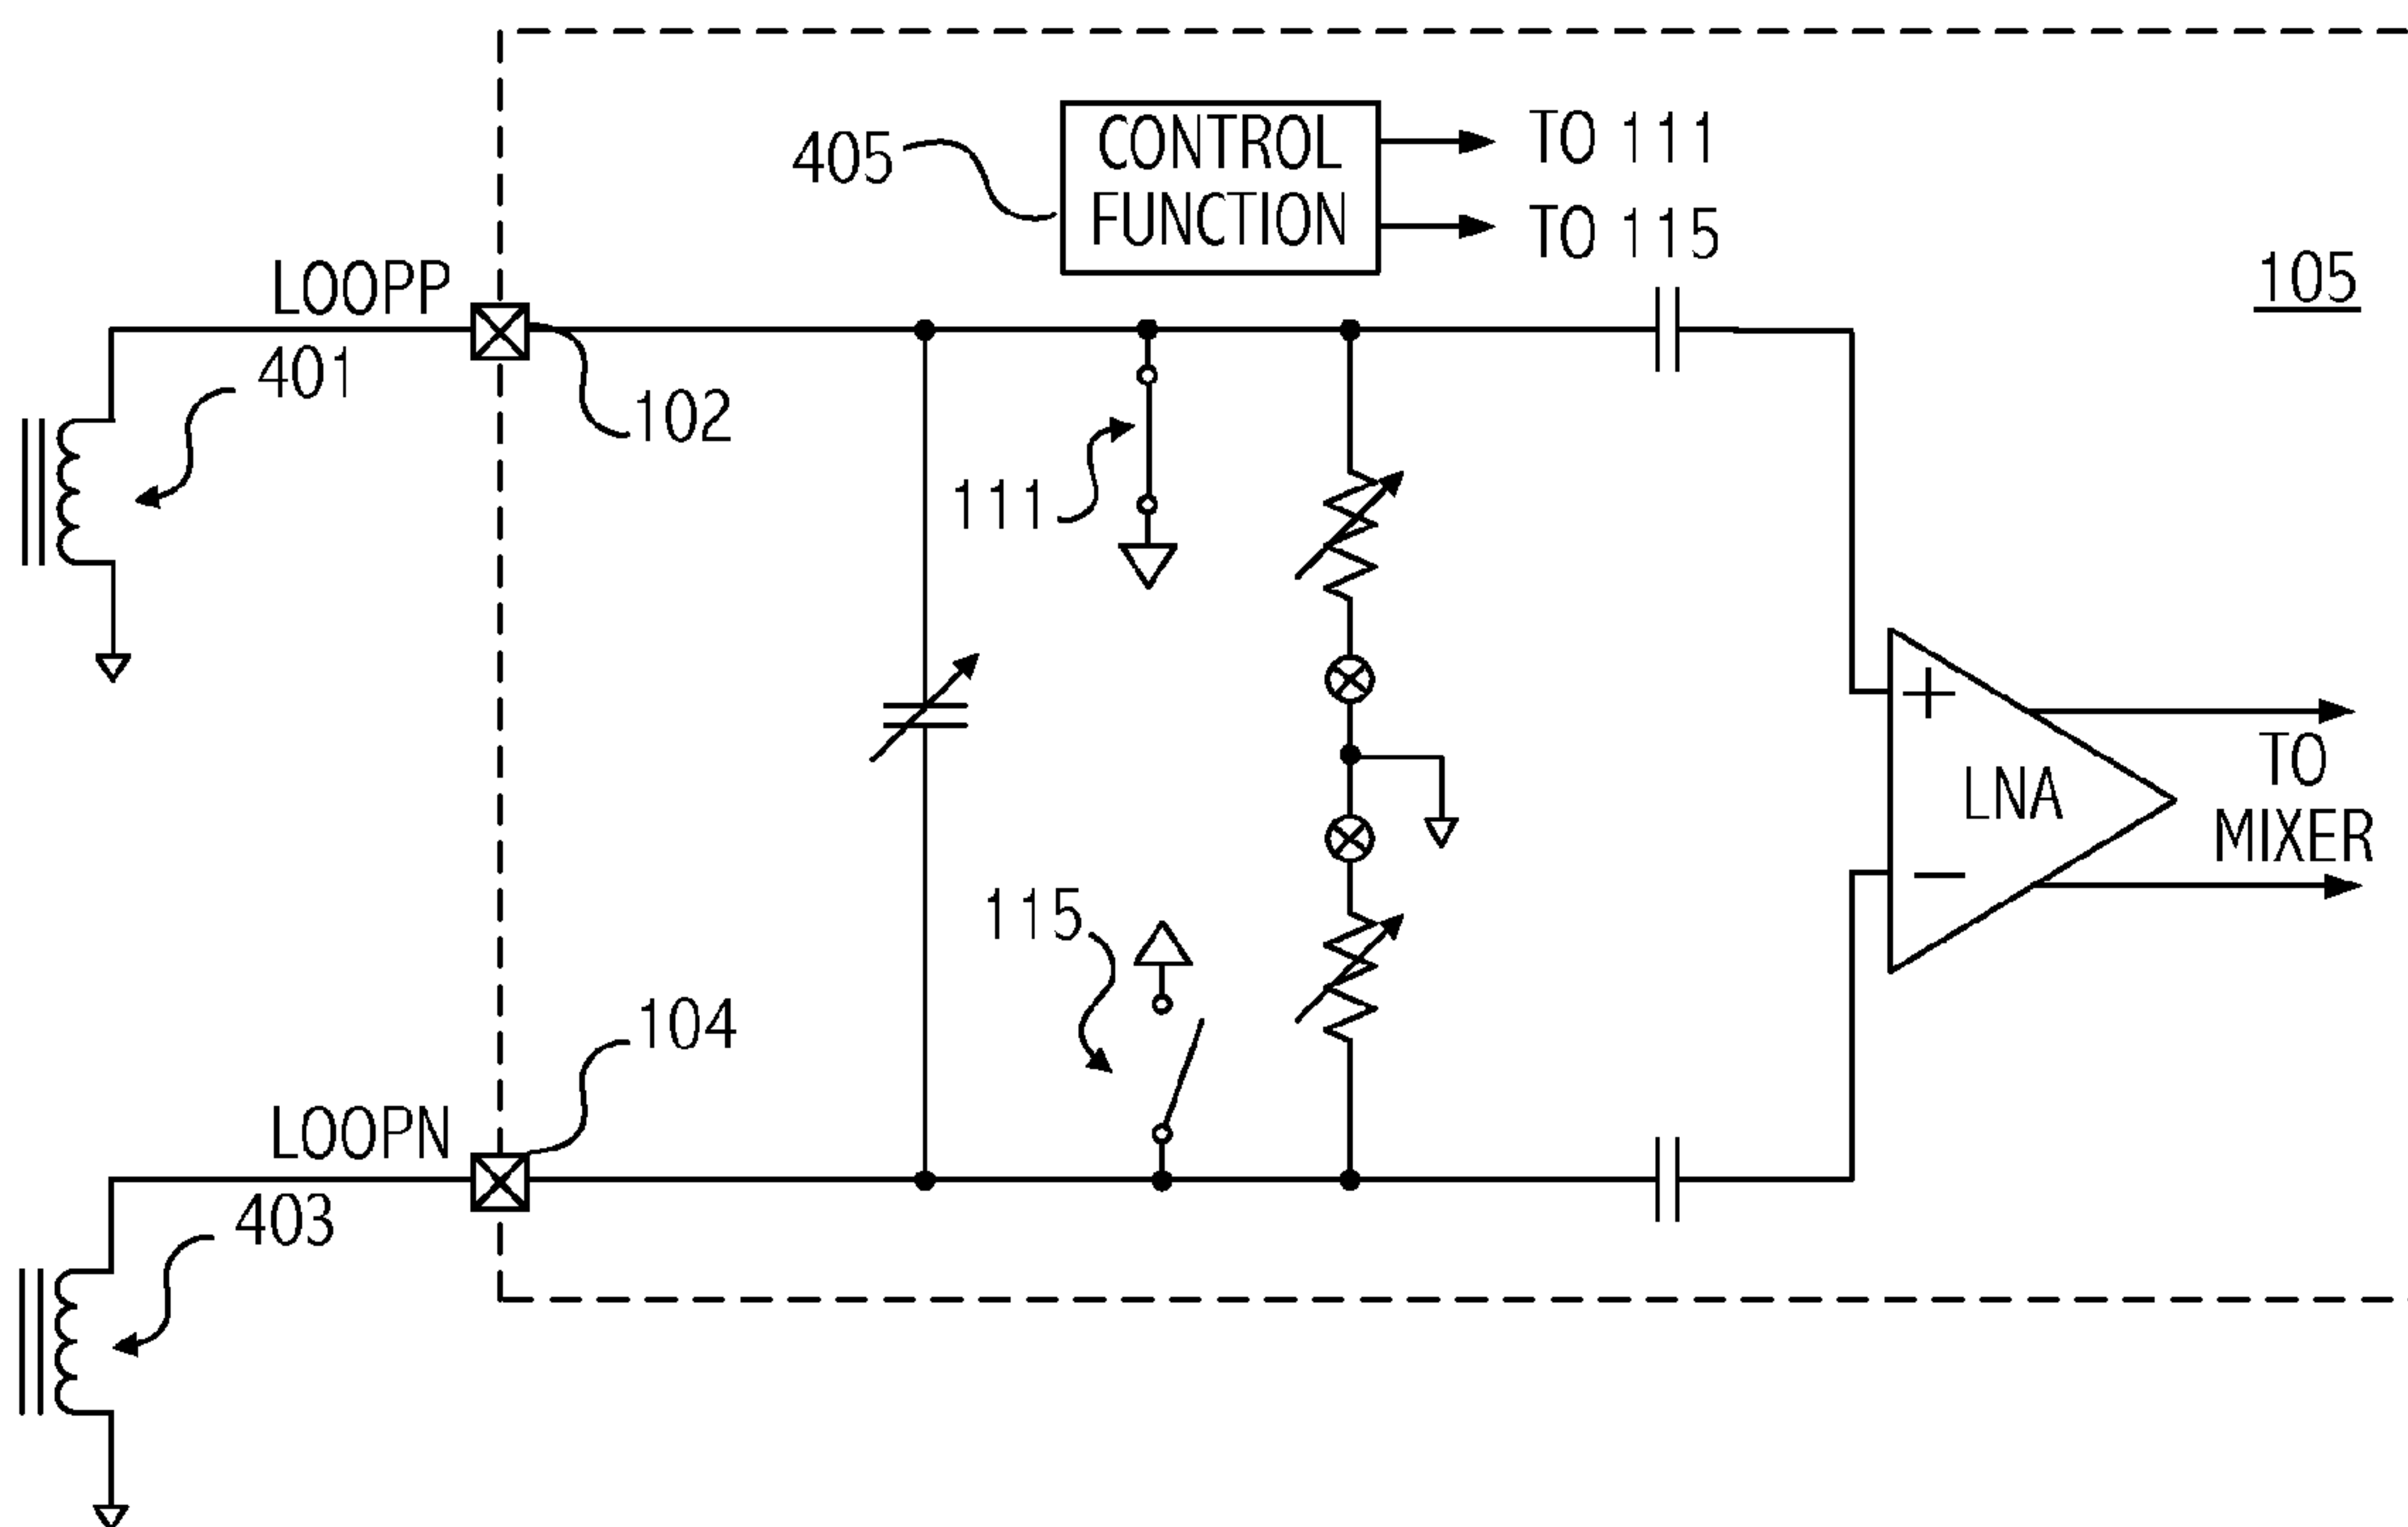 CONTROL
FUNCTION
405
TO 111
TO 115
105
LOOPP
401
102
111
+
LNA
−
TO
MIXER
115
104
LOOPN
403